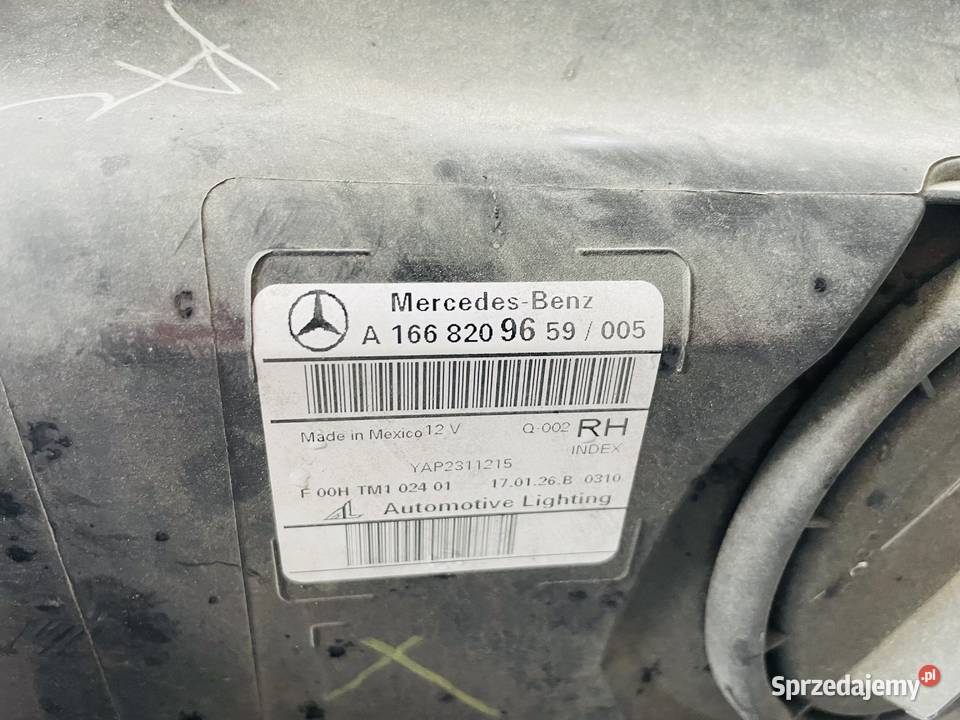 Mercedes-Benz
A 166 820 96 59 / 005
Made in Mexico 12 V Q-002 RH
INDEX
YAP2311215
F 00H TM1 024 01 17.01.26.B 0310
AL Automotive Lighting
Sprzedajemy.pl